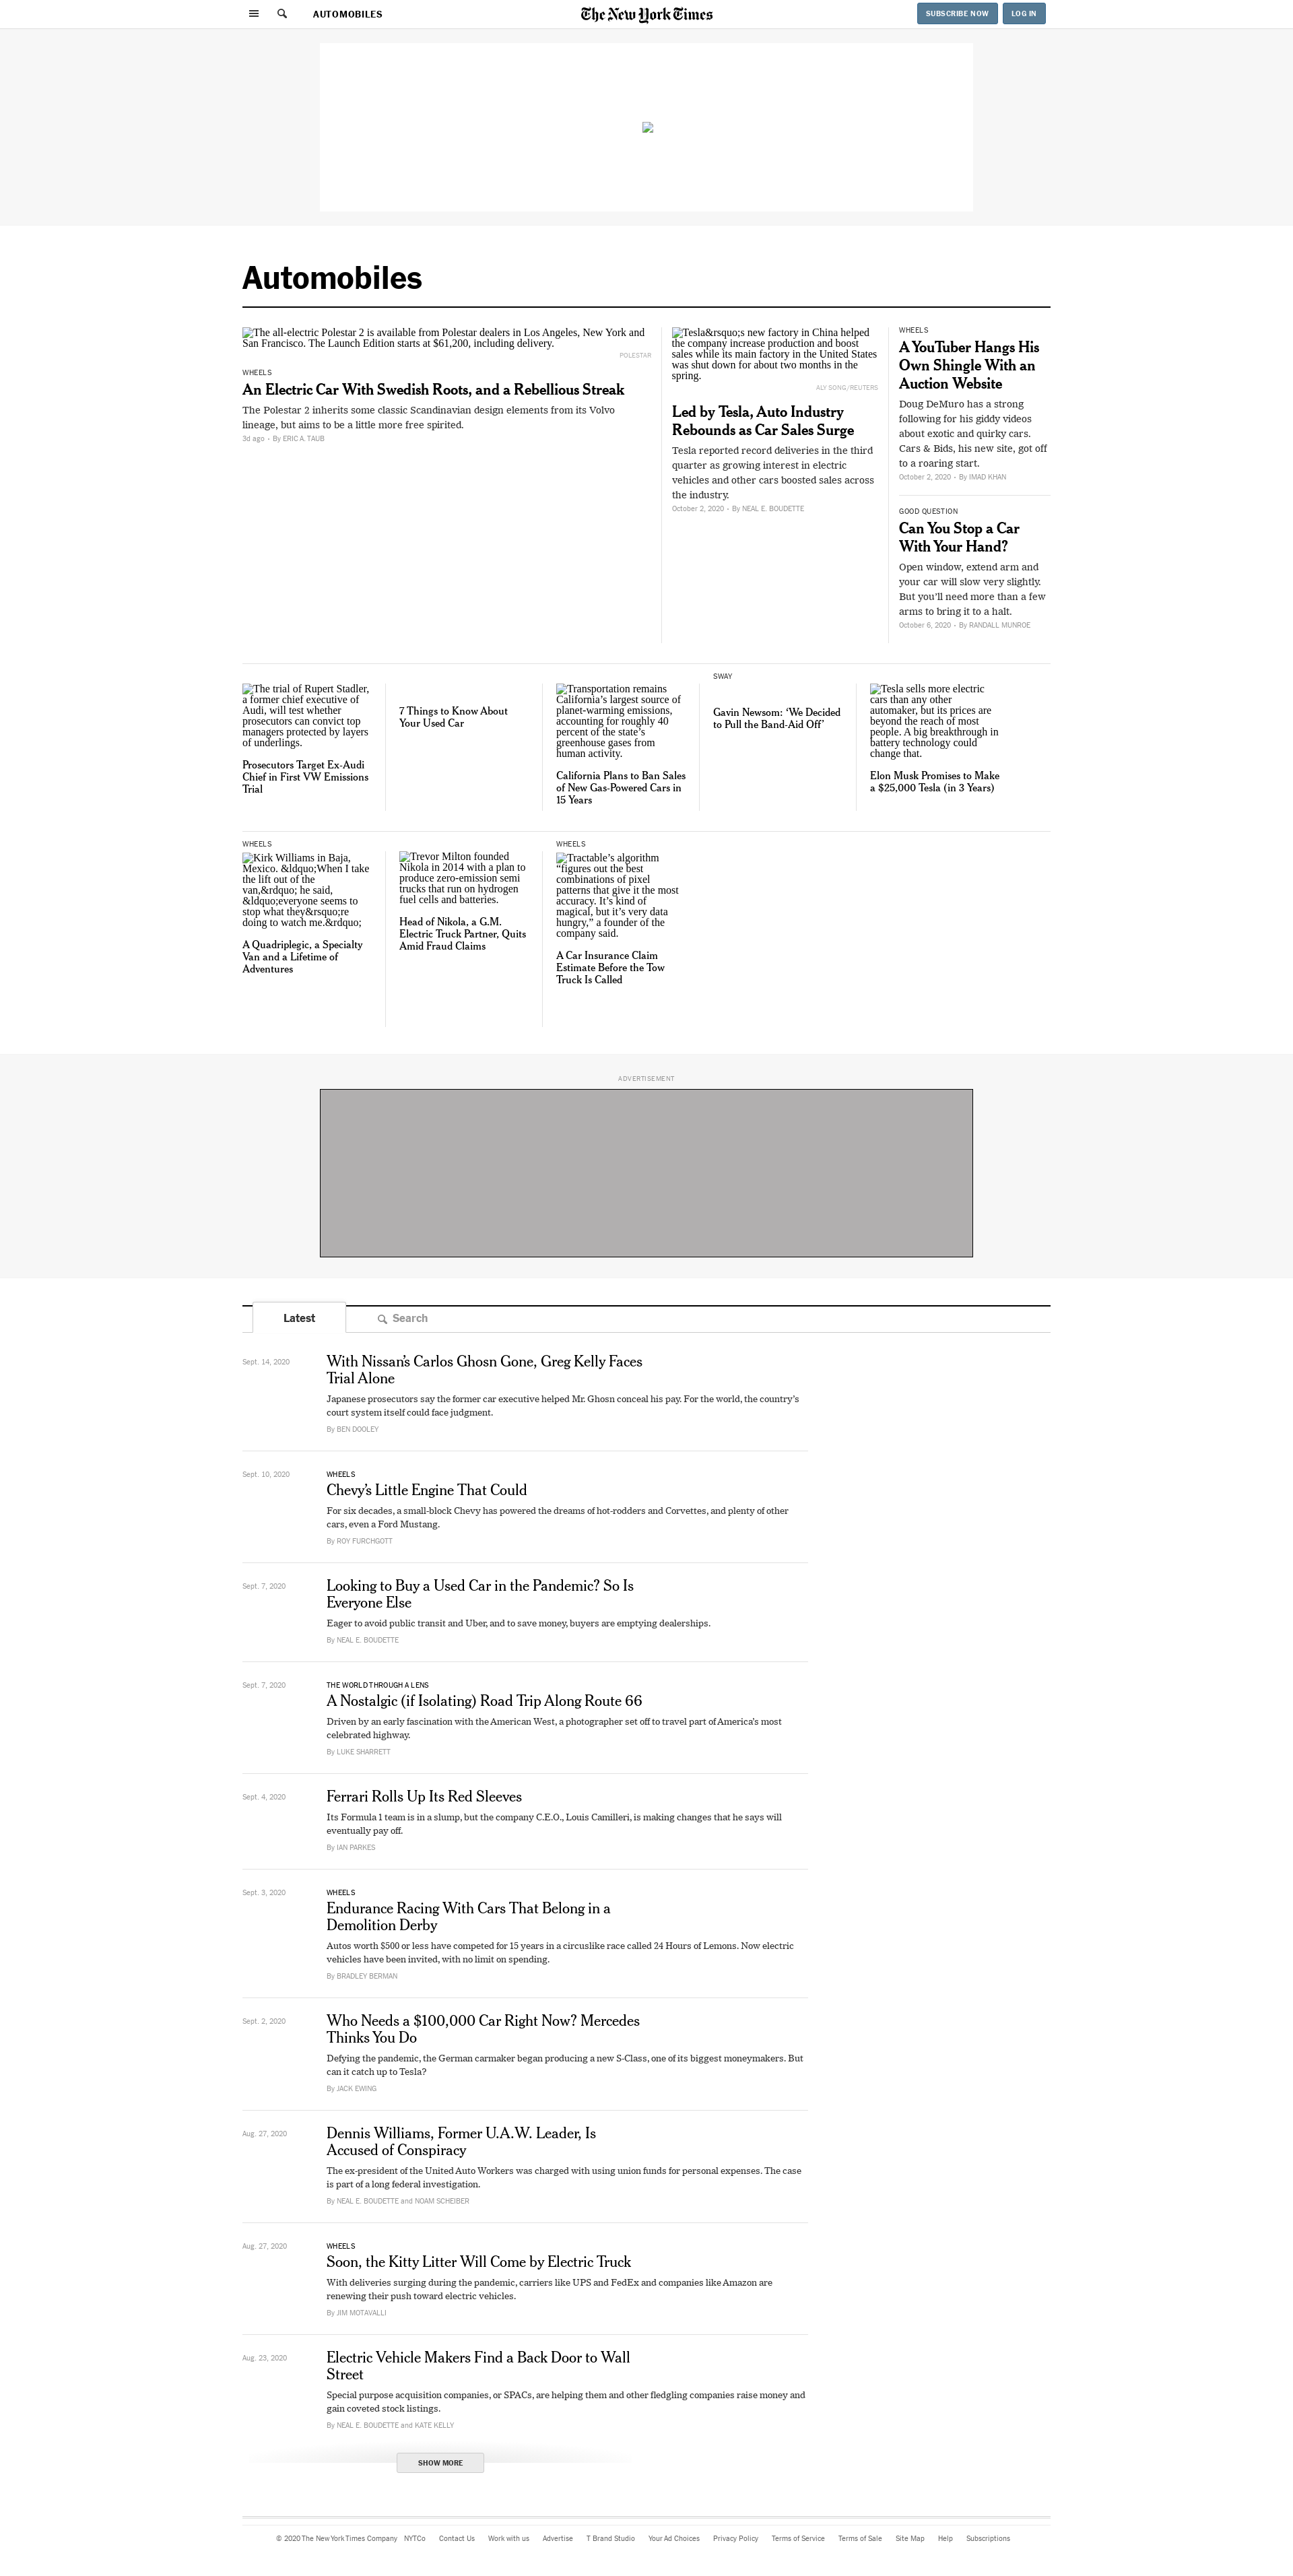 AUTOMOBILES
The New York Times
SUBSCRIBE NOW
LOG IN
Automobiles
The all-electric Polestar 2 is available from Polestar dealers in Los Angeles, New York and
San Francisco. The Launch Edition starts at $61,200, including delivery.
POLESTAR
WHEELS
An Electric Car With Swedish Roots, and a Rebellious Streak
The Polestar 2 inherits some classic Scandinavian design elements from its Volvo
lineage, but aims to be a little more free spirited.
3d ago • By ERIC A. TAUB
Tesla&rsquo;s new factory in China helped
the company increase production and boost
sales while its main factory in the United States
was shut down for about two months in the
spring.
ALY SONG/REUTERS
Led by Tesla, Auto Industry
Rebounds as Car Sales Surge
Tesla reported record deliveries in the third
quarter as growing interest in electric
vehicles and other cars boosted sales across
the industry.
October 2, 2020 • By NEAL E. BOUDETTE
WHEELS
A YouTuber Hangs His
Own Shingle With an
Auction Website
Doug DeMuro has a strong
following for his giddy videos
about exotic and quirky cars.
Cars & Bids, his new site, got off
to a roaring start.
October 2, 2020 • By IMAD KHAN
GOOD QUESTION
Can You Stop a Car
With Your Hand?
Open window, extend arm and
your car will slow very slightly.
But you’ll need more than a few
arms to bring it to a halt.
October 6, 2020 • By RANDALL MUNROE
The trial of Rupert Stadler,
a former chief executive of
Audi, will test whether
prosecutors can convict top
managers protected by layers
of underlings.
Prosecutors Target Ex-Audi
Chief in First VW Emissions
Trial
7 Things to Know About
Your Used Car
Transportation remains
California’s largest source of
planet-warming emissions,
accounting for roughly 40
percent of the state’s
greenhouse gases from
human activity.
California Plans to Ban Sales
of New Gas-Powered Cars in
15 Years
SWAY
Gavin Newsom: ‘We Decided
to Pull the Band-Aid Off’
Tesla sells more electric
cars than any other
automaker, but its prices are
beyond the reach of most
people. A big breakthrough in
battery technology could
change that.
Elon Musk Promises to Make
a $25,000 Tesla (in 3 Years)
WHEELS
Kirk Williams in Baja,
Mexico. &ldquo;When I take
the lift out of the
van,&rdquo; he said,
&ldquo;everyone seems to
stop what they&rsquo;re
doing to watch me.&rdquo;
A Quadriplegic, a Specialty
Van and a Lifetime of
Adventures
Trevor Milton founded
Nikola in 2014 with a plan to
produce zero-emission semi
trucks that run on hydrogen
fuel cells and batteries.
Head of Nikola, a G.M.
Electric Truck Partner, Quits
Amid Fraud Claims
WHEELS
Tractable’s algorithm
“figures out the best
combinations of pixel
patterns that give it the most
accuracy. It’s kind of
magical, but it’s very data
hungry,” a founder of the
company said.
A Car Insurance Claim
Estimate Before the Tow
Truck Is Called
ADVERTISEMENT
Latest
Search
Sept. 14, 2020
With Nissan’s Carlos Ghosn Gone, Greg Kelly Faces
Trial Alone
Japanese prosecutors say the former car executive helped Mr. Ghosn conceal his pay. For the world, the country’s
court system itself could face judgment.
By BEN DOOLEY
Sept. 10, 2020
WHEELS
Chevy’s Little Engine That Could
For six decades, a small-block Chevy has powered the dreams of hot-rodders and Corvettes, and plenty of other
cars, even a Ford Mustang.
By ROY FURCHGOTT
Sept. 7, 2020
Looking to Buy a Used Car in the Pandemic? So Is
Everyone Else
Eager to avoid public transit and Uber, and to save money, buyers are emptying dealerships.
By NEAL E. BOUDETTE
Sept. 7, 2020
THE WORLD THROUGH A LENS
A Nostalgic (if Isolating) Road Trip Along Route 66
Driven by an early fascination with the American West, a photographer set off to travel part of America’s most
celebrated highway.
By LUKE SHARRETT
Sept. 4, 2020
Ferrari Rolls Up Its Red Sleeves
Its Formula 1 team is in a slump, but the company C.E.O., Louis Camilleri, is making changes that he says will
eventually pay off.
By IAN PARKES
Sept. 3, 2020
WHEELS
Endurance Racing With Cars That Belong in a
Demolition Derby
Autos worth $500 or less have competed for 15 years in a circuslike race called 24 Hours of Lemons. Now electric
vehicles have been invited, with no limit on spending.
By BRADLEY BERMAN
Sept. 2, 2020
Who Needs a $100,000 Car Right Now? Mercedes
Thinks You Do
Defying the pandemic, the German carmaker began producing a new S-Class, one of its biggest moneymakers. But
can it catch up to Tesla?
By JACK EWING
Aug. 27, 2020
Dennis Williams, Former U.A.W. Leader, Is
Accused of Conspiracy
The ex-president of the United Auto Workers was charged with using union funds for personal expenses. The case
is part of a long federal investigation.
By NEAL E. BOUDETTE and NOAM SCHEIBER
Aug. 27, 2020
WHEELS
Soon, the Kitty Litter Will Come by Electric Truck
With deliveries surging during the pandemic, carriers like UPS and FedEx and companies like Amazon are
renewing their push toward electric vehicles.
By JIM MOTAVALLI
Aug. 23, 2020
Electric Vehicle Makers Find a Back Door to Wall
Street
Special purpose acquisition companies, or SPACs, are helping them and other fledgling companies raise money and
gain coveted stock listings.
By NEAL E. BOUDETTE and KATE KELLY
SHOW MORE
© 2020 The New York Times Company NYTCo Contact Us Work with us Advertise T Brand Studio Your Ad Choices Privacy Policy Terms of Service Terms of Sale Site Map Help Subscriptions